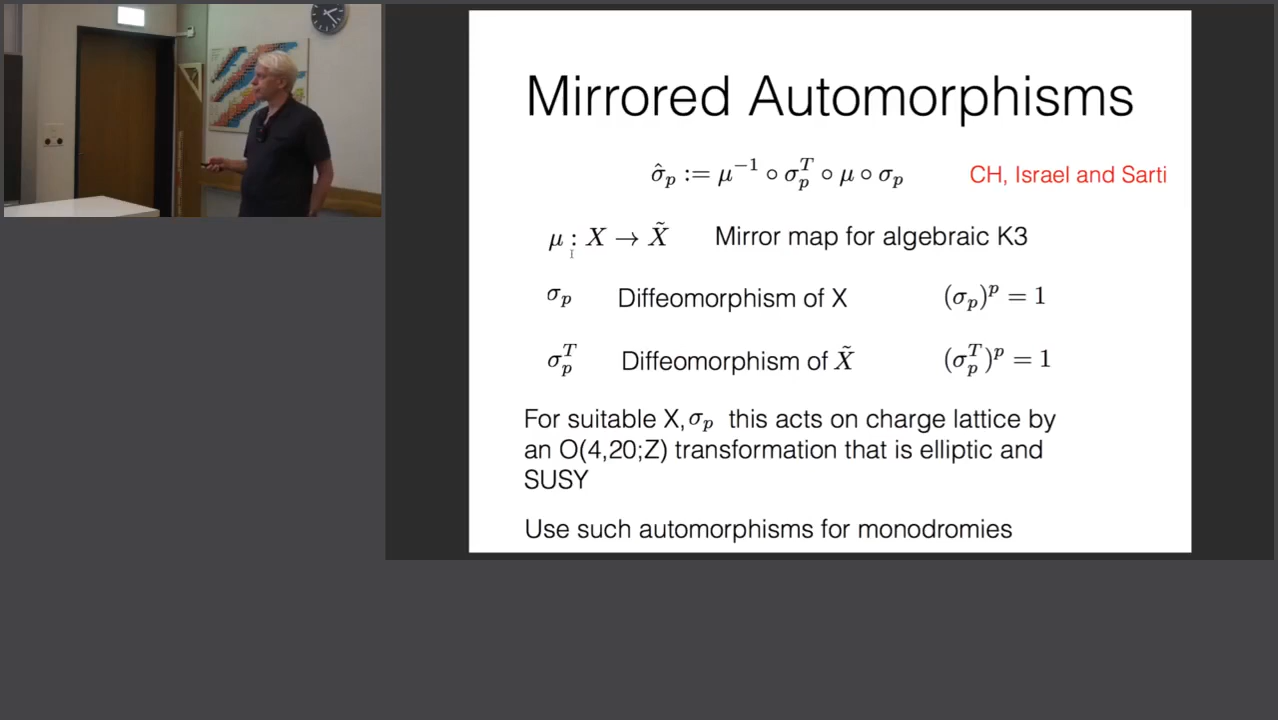 Mirrored Automorphisms
σ̂_p := μ⁻¹ ∘ σ_p^T ∘ μ ∘ σ_p CH, Israel and Sarti
μ : X → X̃ Mirror map for algebraic K3
σ_p Diffeomorphism of X (σ_p)^p = 1
σ_p^T Diffeomorphism of X̃ (σ_p^T)^p = 1
For suitable X, σ_p this acts on charge lattice by
an O(4,20;Z) transformation that is elliptic and
SUSY
Use such automorphisms for monodromies